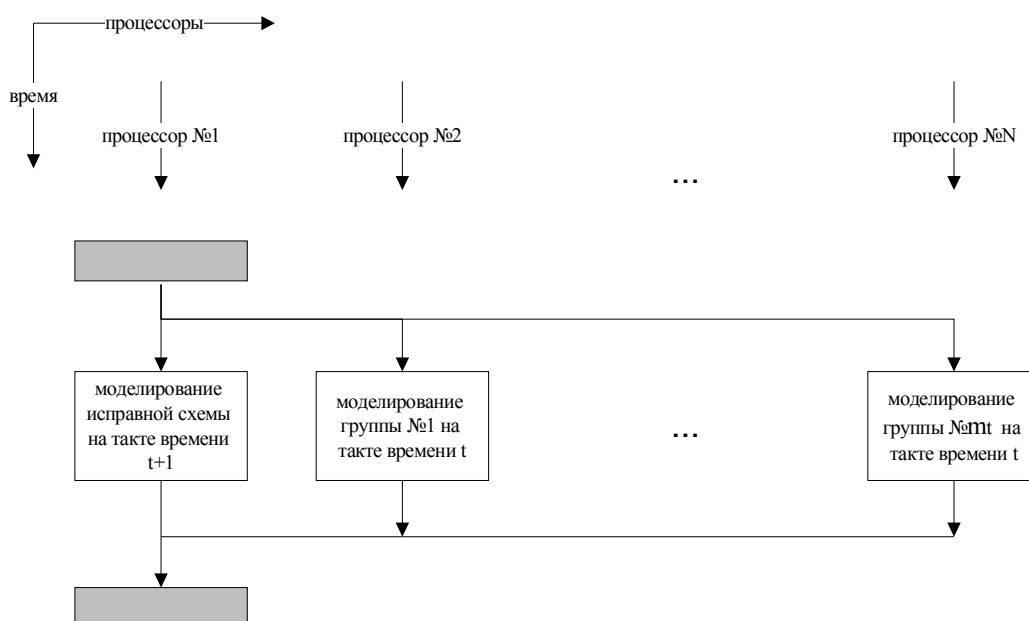 процессоры
время
процессор №1
процессор №2
процессор №N
...
моделирование
исправной схемы
на такте времени
t+1
моделирование
группы №1 на
такте времени t
...
моделирование
группы №mt на
такте времени t